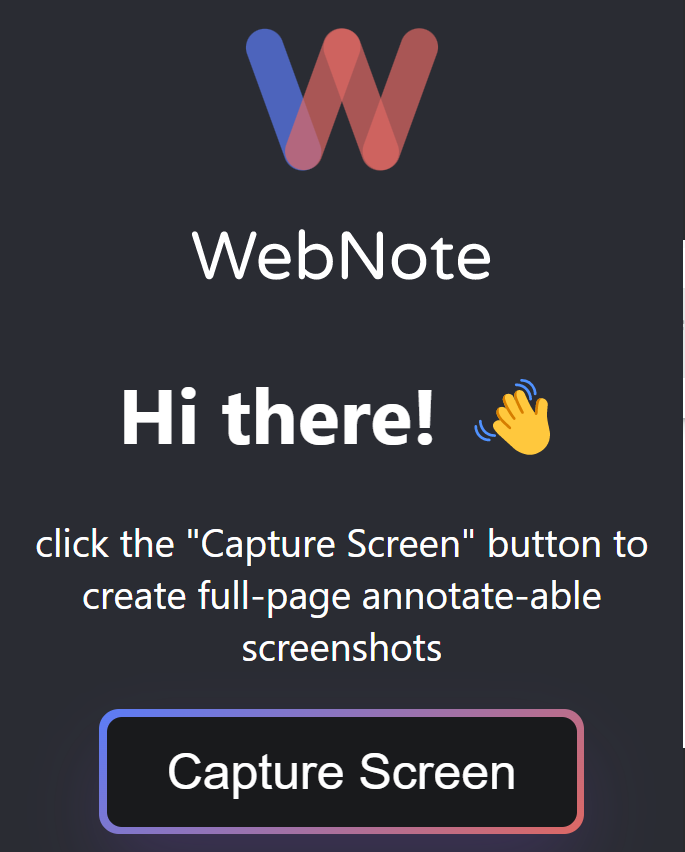 WebNote
Hi there! 👋
click the "Capture Screen" button to
create full-page annotate-able
screenshots
Capture Screen